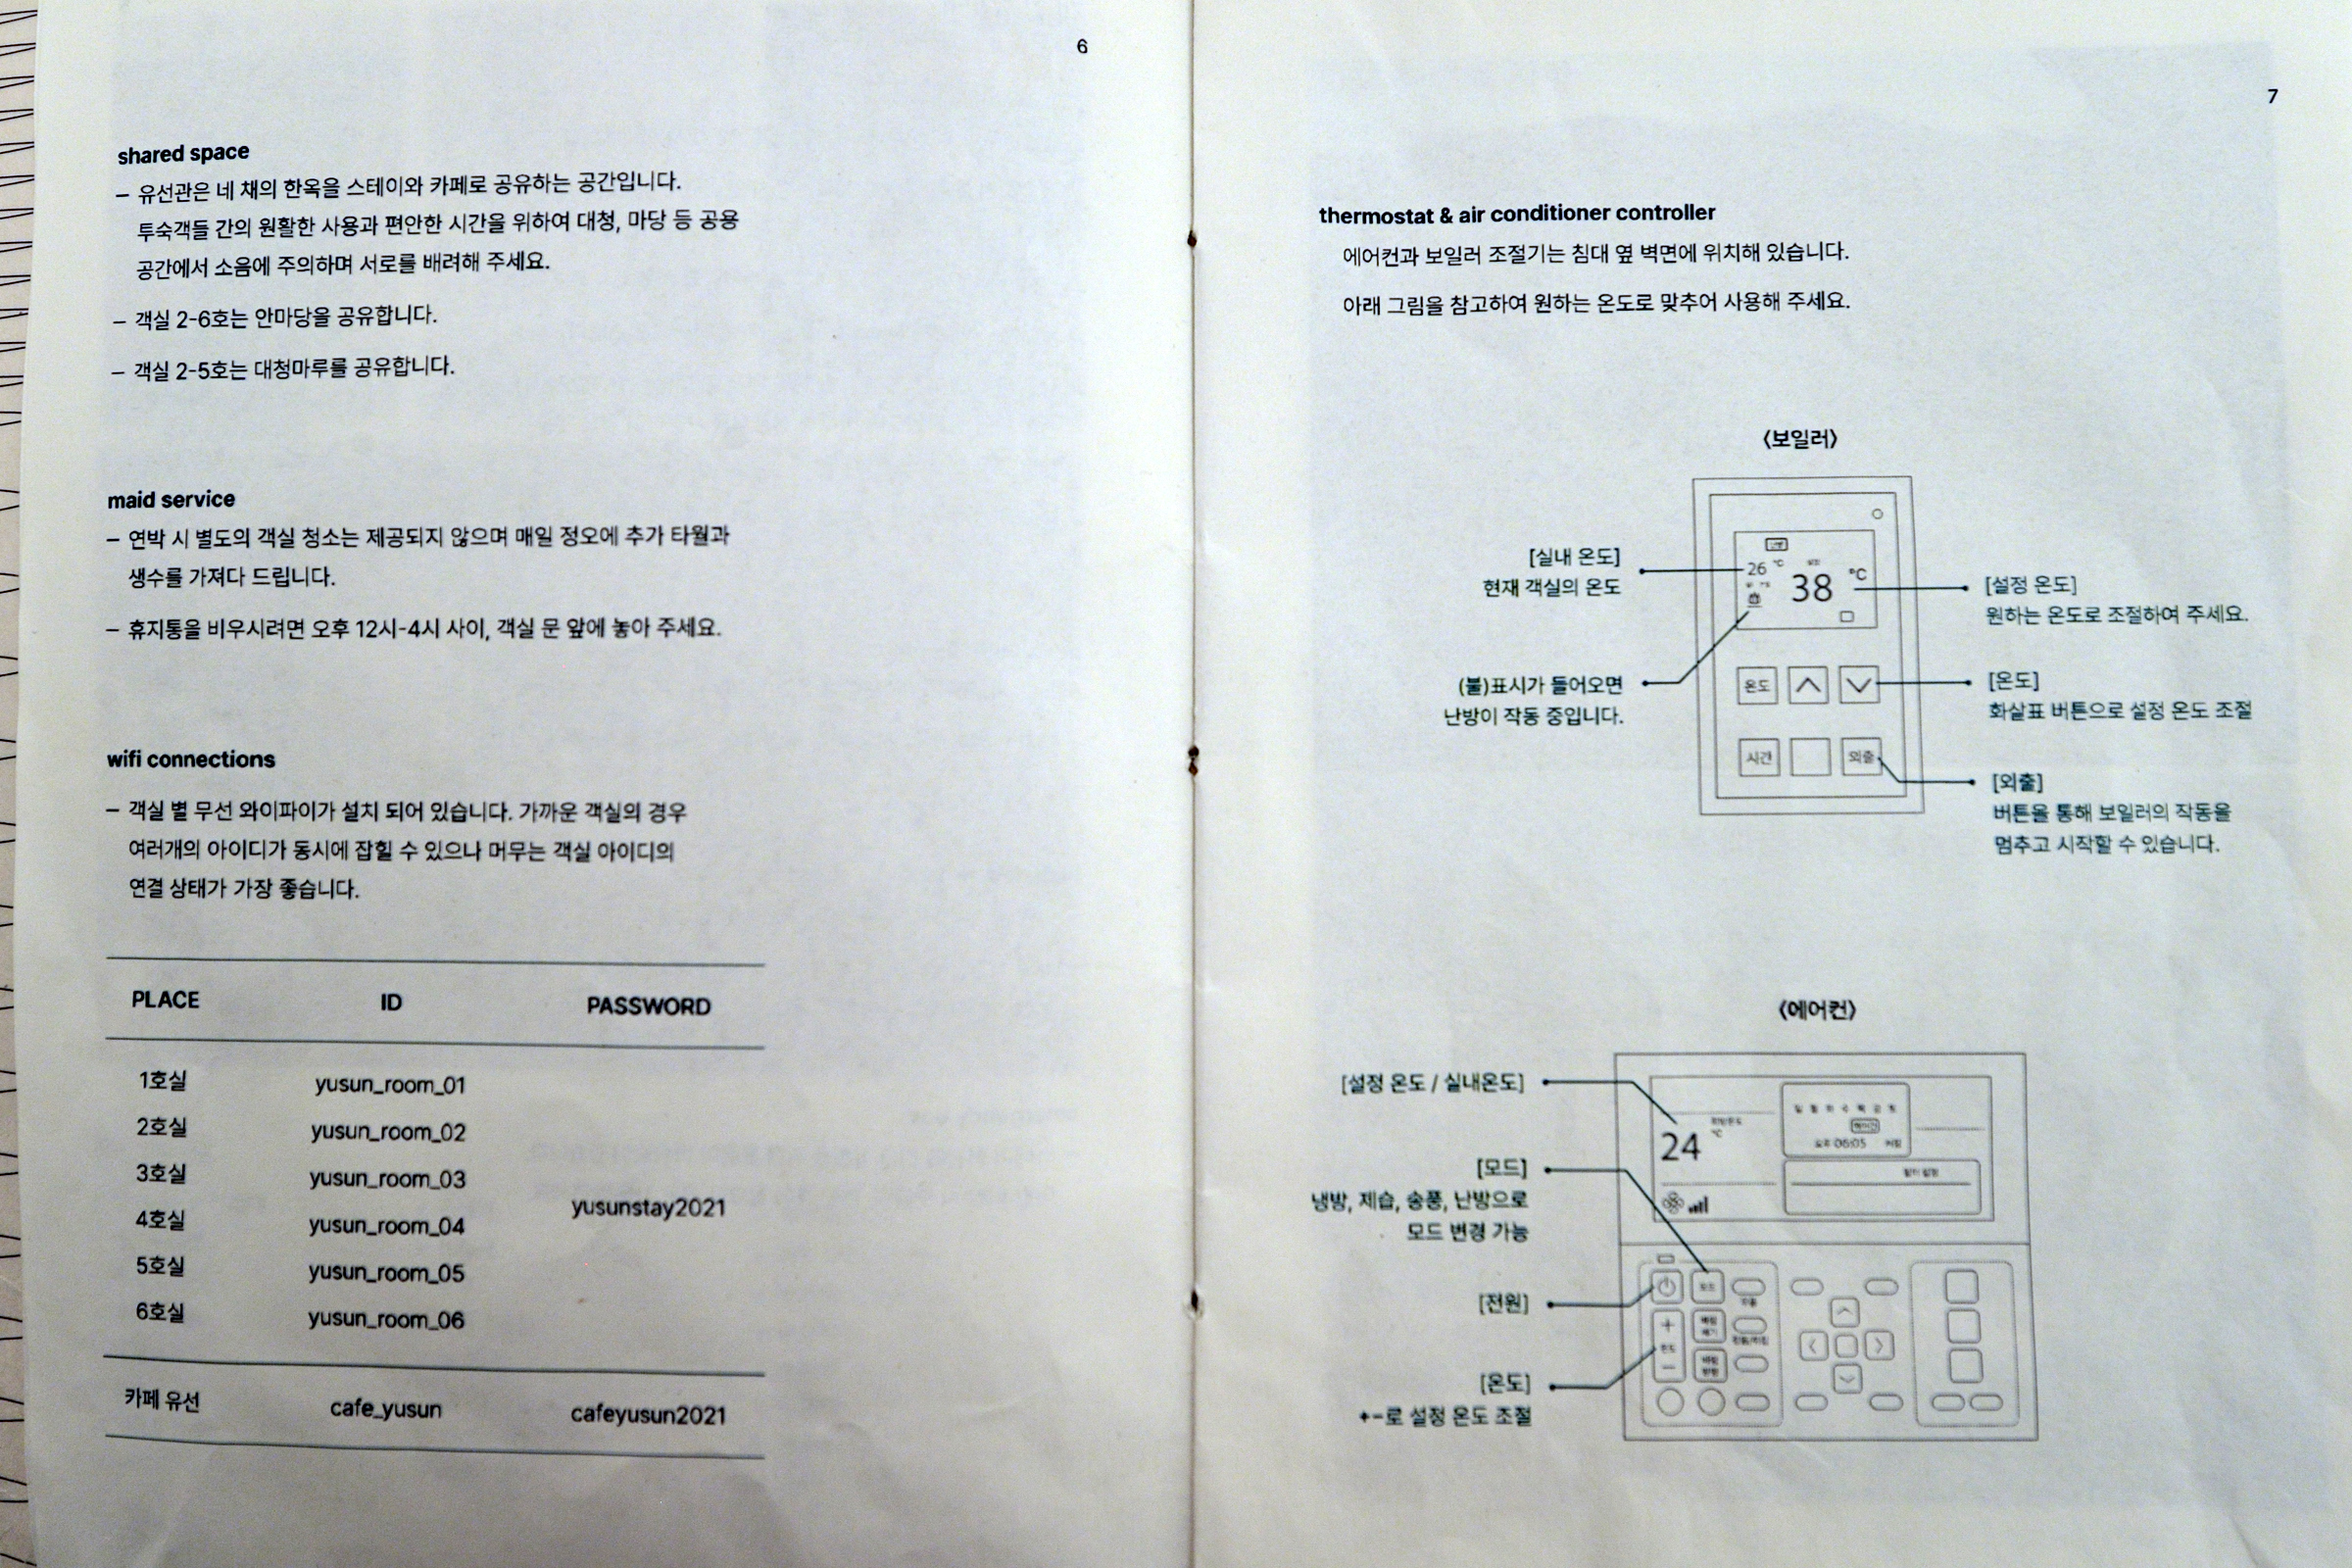 6
shared space
– 유선관은 네 채의 한옥을 스테이와 카페로 공유하는 공간입니다.
투숙객들 간의 원활한 사용과 편안한 시간을 위하여 대청, 마당 등 공용
공간에서 소음에 주의하며 서로를 배려해 주세요.
– 객실 2-6호는 안마당을 공유합니다.
– 객실 2-5호는 대청마루를 공유합니다.
maid service
– 연박 시 별도의 객실 청소는 제공되지 않으며 매일 정오에 추가 타월과
생수를 가져다 드립니다.
– 휴지통을 비우시려면 오후 12시-4시 사이, 객실 문 앞에 놓아 주세요.
wifi connections
– 객실 별 무선 와이파이가 설치 되어 있습니다. 가까운 객실의 경우
여러개의 아이디가 동시에 잡힐 수 있으나 머무는 객실 아이디의
연결 상태가 가장 좋습니다.
PLACE ID PASSWORD
1호실 yusun_room_01
2호실 yusun_room_02
3호실 yusun_room_03
yusunstay2021
4호실 yusun_room_04
5호실 yusun_room_05
6호실 yusun_room_06
카페 유선 cafe_yusun cafeyusun2021
7
thermostat & air conditioner controller
에어컨과 보일러 조절기는 침대 옆 벽면에 위치해 있습니다.
아래 그림을 참고하여 원하는 온도로 맞추어 사용해 주세요.
〈보일러〉
[실내 온도]
현재 객실의 온도
(불)표시가 들어오면
난방이 작동 중입니다.
26 °C
38 °C
온도
시간
외출
[설정 온도]
원하는 온도로 조절하여 주세요.
[온도]
화살표 버튼으로 설정 온도 조절
[외출]
버튼을 통해 보일러의 작동을
멈추고 시작할 수 있습니다.
〈에어컨〉
[설정 온도 / 실내온도]
[모드]
냉방, 제습, 송풍, 난방으로
모드 변경 가능
[전원]
[온도]
+-로 설정 온도 조절
24 °C
일 월 화 수 목 금 토
오후 06:05
모드
+
온도
−